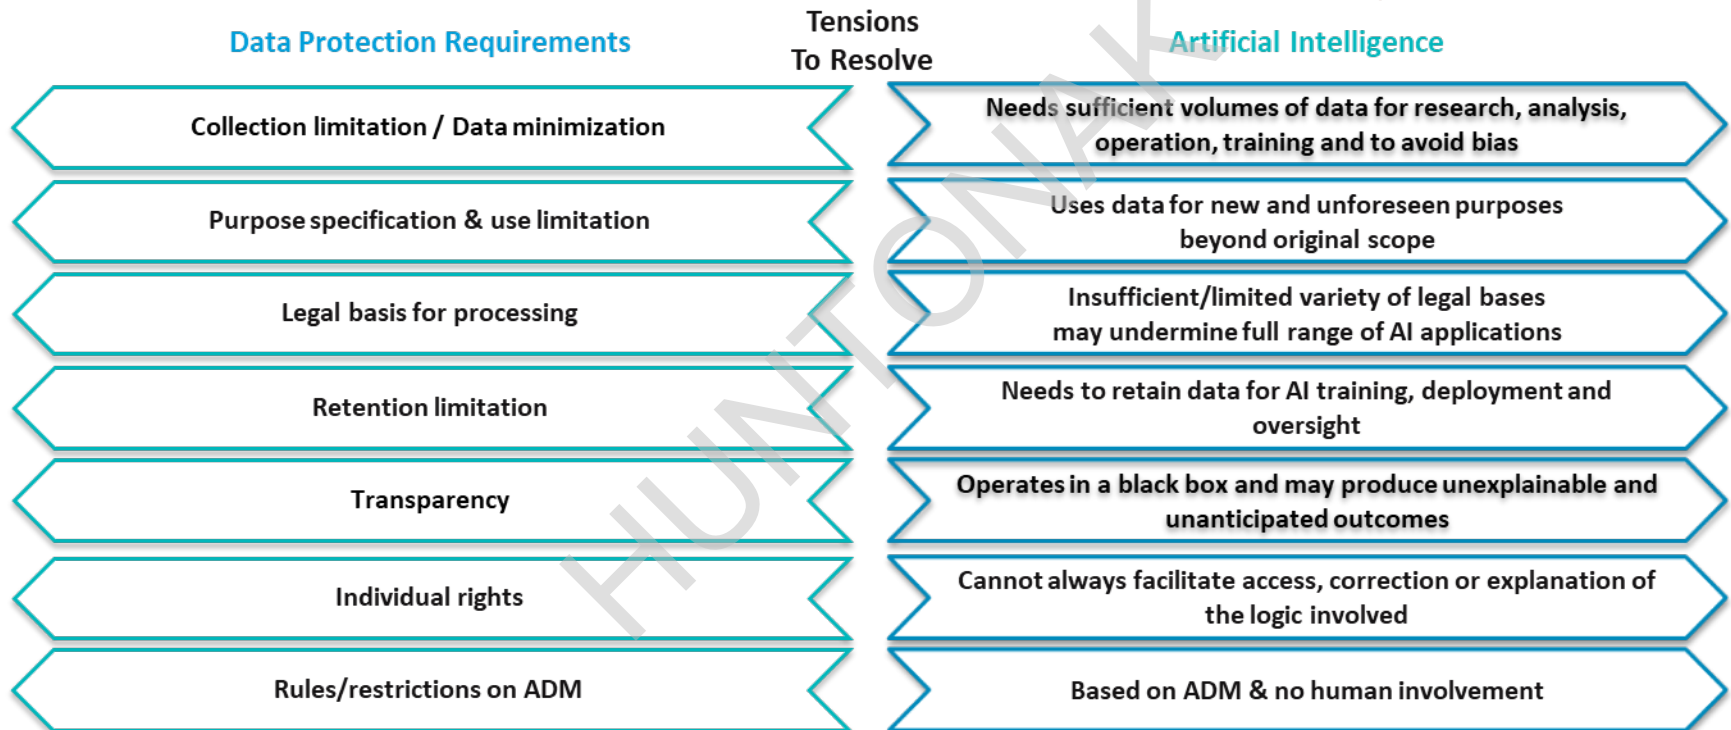 Data Protection Requirements
Tensions
To Resolve
Artificial Intelligence
Collection limitation / Data minimization
Needs sufficient volumes of data for research, analysis,
operation, training and to avoid bias
Purpose specification & use limitation
Uses data for new and unforeseen purposes
beyond original scope
Legal basis for processing
Insufficient/limited variety of legal bases
may undermine full range of AI applications
Retention limitation
Needs to retain data for AI training, deployment and
oversight
Transparency
Operates in a black box and may produce unexplainable and
unanticipated outcomes
Individual rights
Cannot always facilitate access, correction or explanation of
the logic involved
Rules/restrictions on ADM
Based on ADM & no human involvement
HUNTONAK